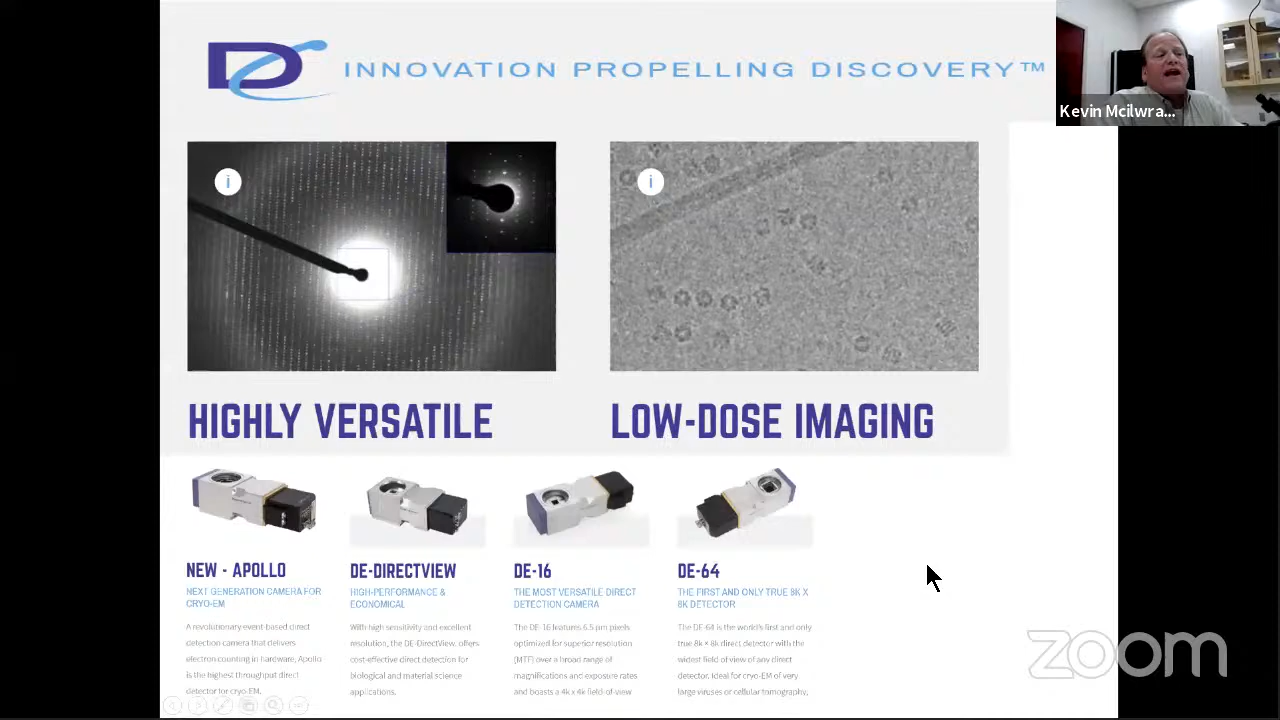 DE INNOVATION PROPELLING DISCOVERY™
Kevin Mcilwra...
i
i
HIGHLY VERSATILE
LOW-DOSE IMAGING
NEW - APOLLO
NEXT GENERATION CAMERA FOR
CRYO-EM
A revolutionary event-based direct
detection camera that delivers
electron counting in hardware, Apollo
is the highest throughput direct
detector for cryo-EM.
DE-DIRECTVIEW
HIGH-PERFORMANCE &
ECONOMICAL
With high sensitivity and excellent
resolution, the DE-DirectView, offers
cost-effective direct detection for
biological and material science
applications.
DE-16
THE MOST VERSATILE DIRECT
DETECTION CAMERA
The DE-16 features 6.5 µm pixels
optimized for superior resolution
(MTF) over a broad range of
magnifications and exposure rates
and boasts a 4k x 4k field-of-view
DE-64
THE FIRST AND ONLY TRUE 8K X
8K DETECTOR
The DE-64 is the world's first and only
true 8k × 8k direct detector with the
widest field of view of any direct
detector. Ideal for cryo-EM of very
large viruses or cellular tomography,
zoom